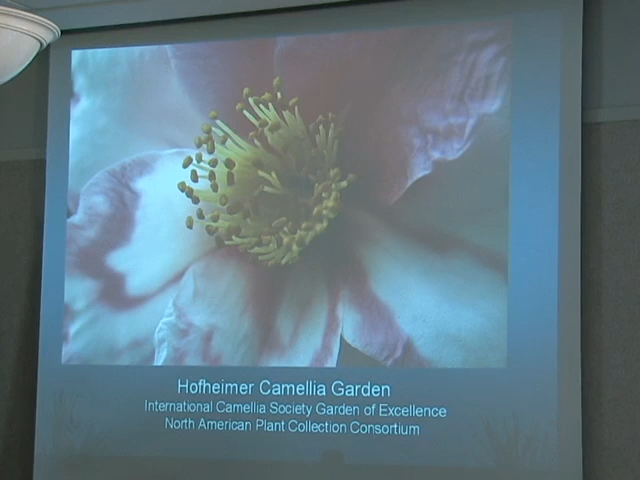 Hofheimer Camellia Garden
International Camellia Society Garden of Excellence
North American Plant Collection Consortium